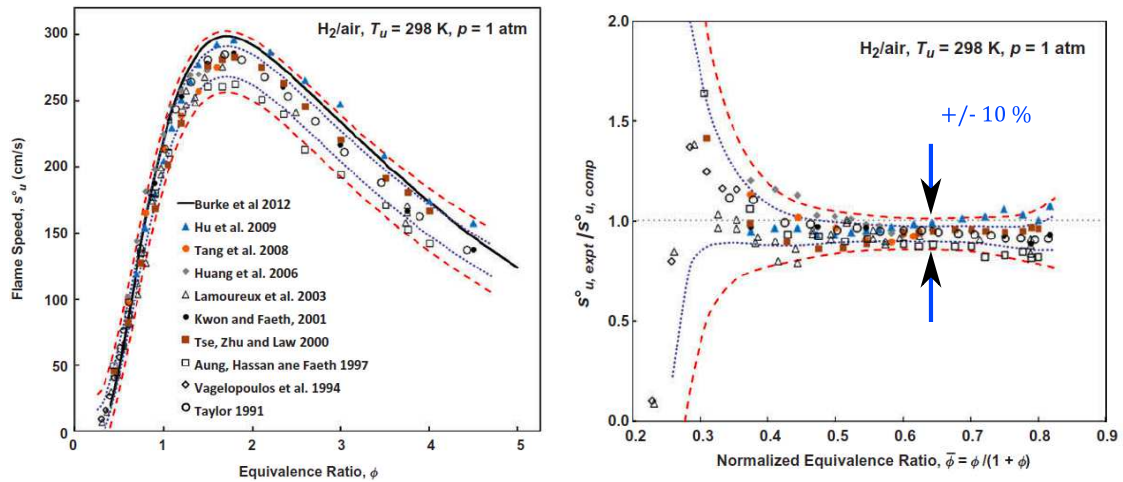 H2/air, Tu = 298 K, p = 1 atm
300
250
200
150
100
50
0
Flame Speed, s°u (cm/s)
Burke et al 2012
Hu et al. 2009
Tang et al. 2008
Huang et al. 2006
Lamoureux et al. 2003
Kwon and Faeth, 2001
Tse, Zhu and Law 2000
Aung, Hassan ane Faeth 1997
Vagelopoulos et al. 1994
Taylor 1991
0 1 2 3 4 5
Equivalence Ratio, ϕ
H2/air, Tu = 298 K, p = 1 atm
+/- 10 %
2.0
1.5
1.0
0.5
0.0
S°u, expt / s°u, comp
0.2 0.3 0.4 0.5 0.6 0.7 0.8 0.9
Normalized Equivalence Ratio, ϕ̅ = ϕ/(1 + ϕ)